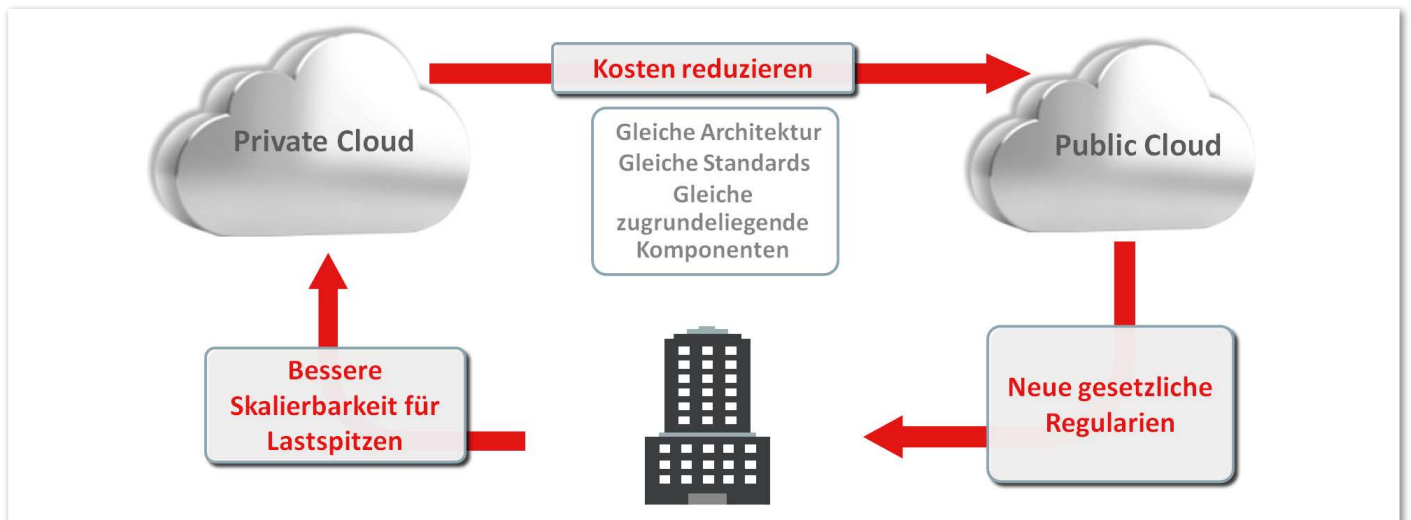 Kosten reduzieren
Private Cloud
Public Cloud
Gleiche Architektur
Gleiche Standards
Gleiche
zugrundeliegende
Komponenten
Bessere
Skalierbarkeit für
Lastspitzen
Neue gesetzliche
Regularien